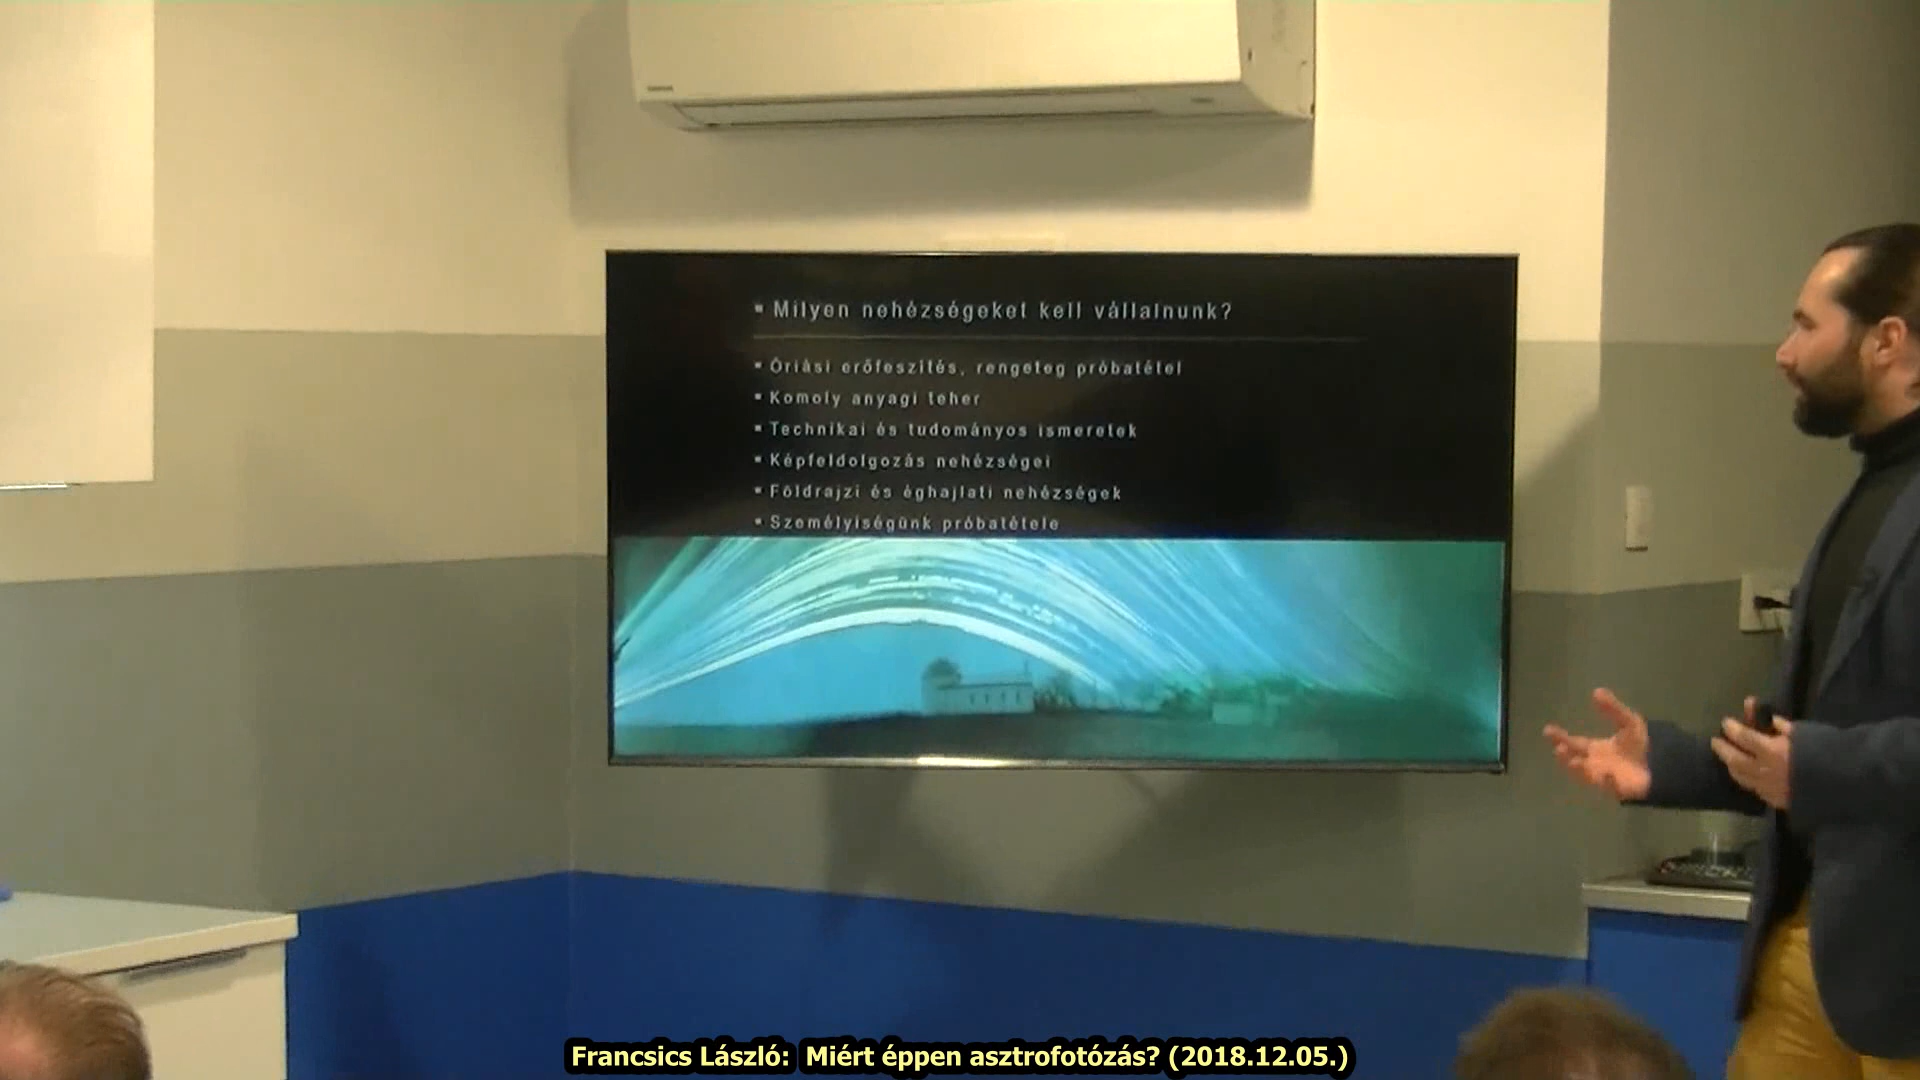 ▪ Milyen nehézségeket kell vállalnunk?
▪ Óriási erőfeszítés, rengeteg próbatétel
▪ Komoly anyagi teher
▪ Technikai és tudományos ismeretek
▪ Képfeldolgozás nehézségei
▪ Földrajzi és éghajlati nehézségek
▪ Személyiségünk próbatétele
Francsics László: Miért éppen asztrofotózás? (2018.12.05.)